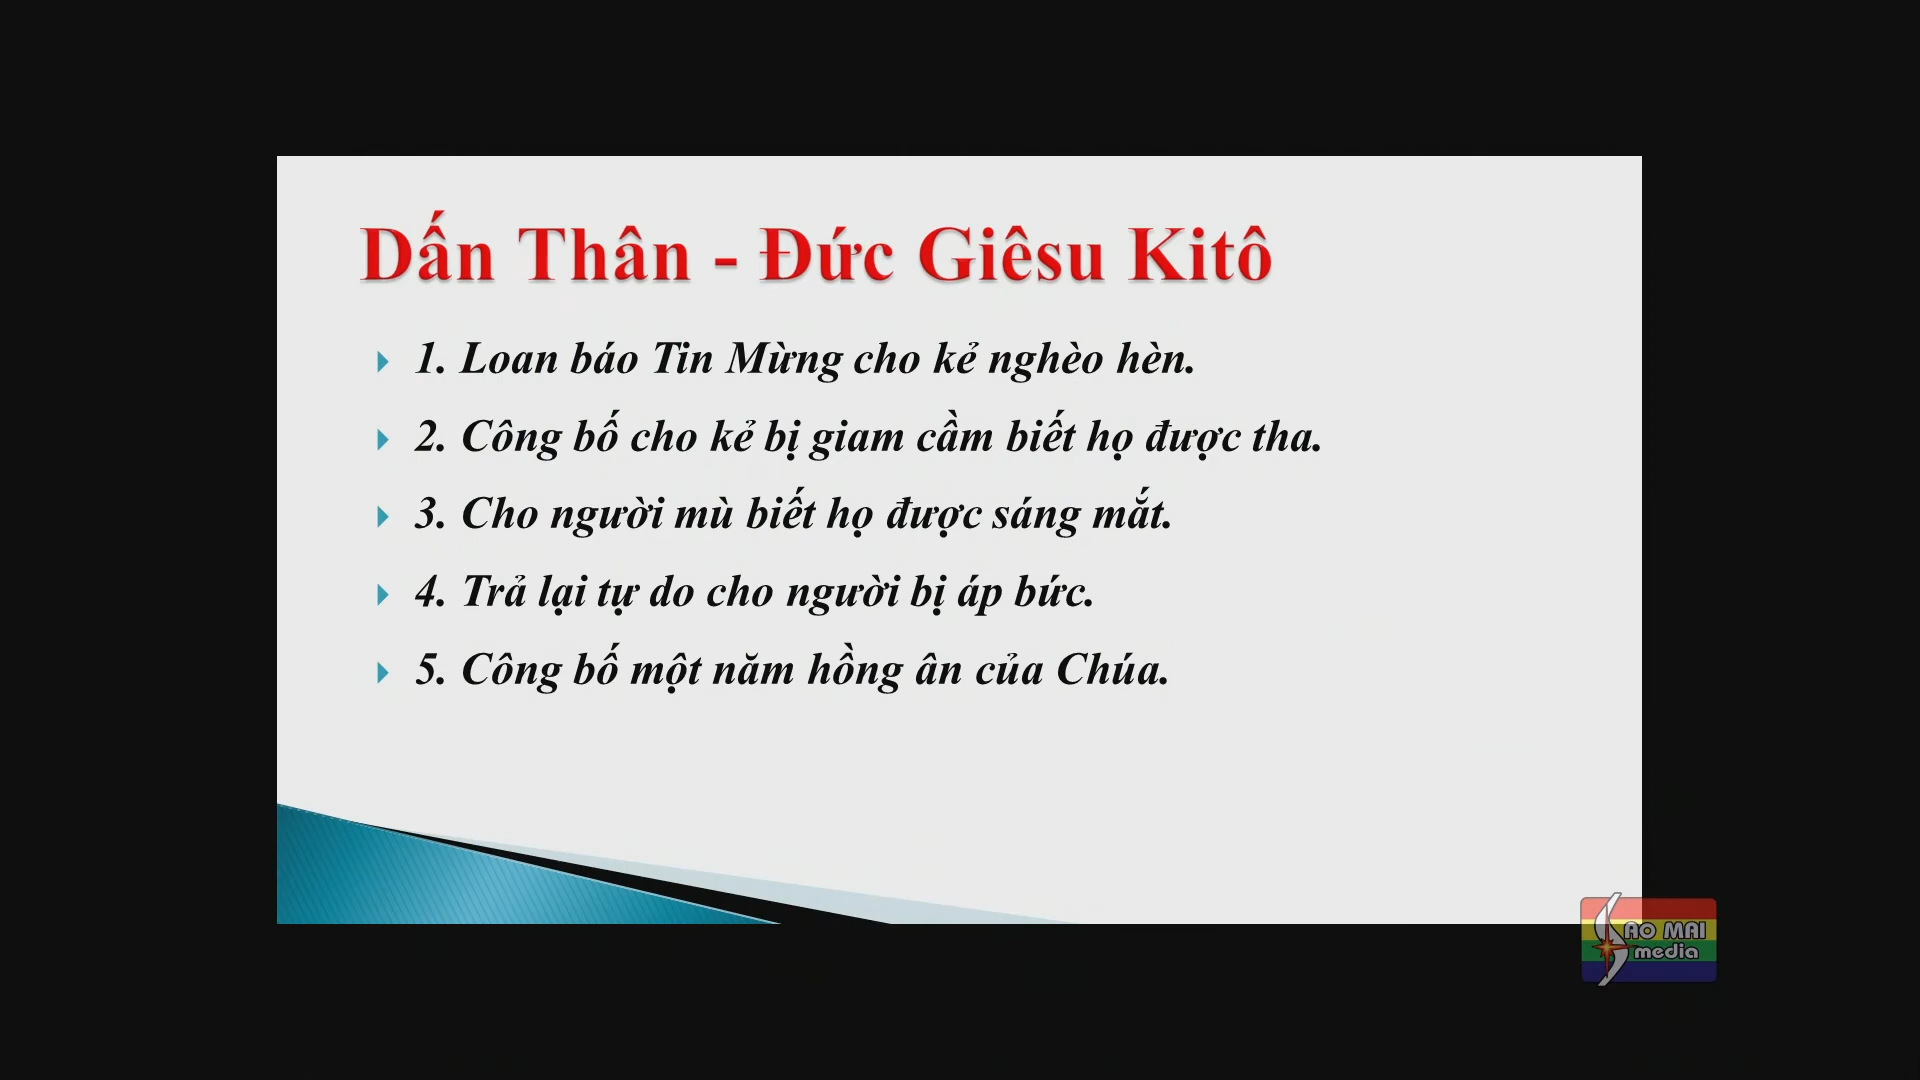 Dấn Thân - Đức Giêsu Kitô
1. Loan báo Tin Mừng cho kẻ nghèo hèn.
2. Công bố cho kẻ bị giam cầm biết họ được tha.
3. Cho người mù biết họ được sáng mắt.
4. Trả lại tự do cho người bị áp bức.
5. Công bố một năm hồng ân của Chúa.
SAO MAI
media